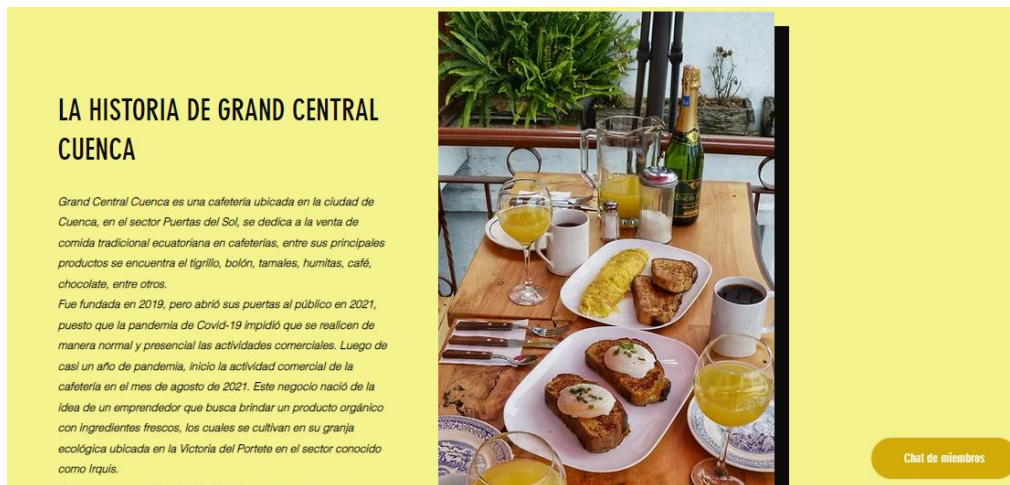 LA HISTORIA DE GRAND CENTRAL
CUENCA
Grand Central Cuenca es una cafetería ubicada en la ciudad de
Cuenca, en el sector Puertas del Sol, se dedica a la venta de
comida tradicional ecuatoriana en cafeterías, entre sus principales
productos se encuentra el tigrillo, bolón, tamales, humitas, café,
chocolate, entre otros.
Fue fundada en 2019, pero abrió sus puertas al público en 2021,
puesto que la pandemia de Covid-19 impidió que se realicen de
manera normal y presencial las actividades comerciales. Luego de
casi un año de pandemia, inicio la actividad comercial de la
cafetería en el mes de agosto de 2021. Este negocio nació de la
idea de un emprendedor que busca brindar un producto orgánico
con ingredientes frescos, los cuales se cultivan en su granja
ecológica ubicada en la Victoria del Portete en el sector conocido
como Irquis.
Chat de miembros